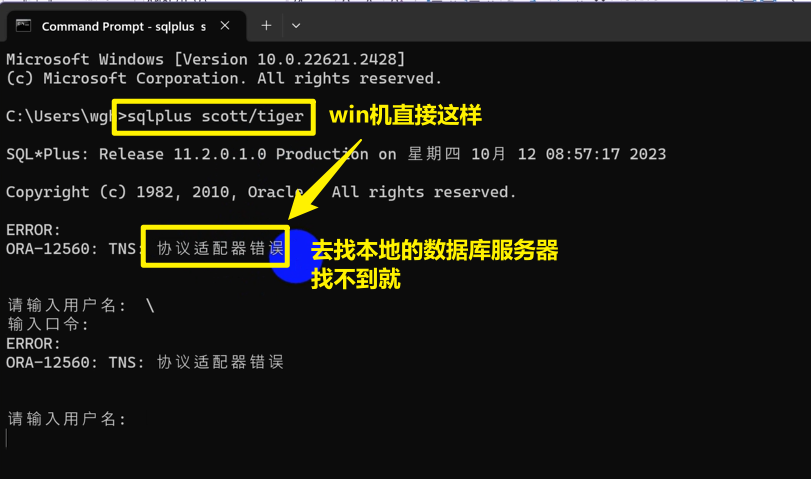 Command Prompt - sqlplus s
Microsoft Windows [Version 10.0.22621.2428]
(c) Microsoft Corporation. All rights reserved.
C:\Users\wgh>sqlplus scott/tiger
win机直接这样
SQL*Plus: Release 11.2.0.1.0 Production on 星期四 10月 12 08:57:17 2023
Copyright (c) 1982, 2010, Oracle. All rights reserved.
ERROR:
ORA-12560: TNS: 协议适配器错误
去找本地的数据库服务器
找不到就
请输入用户名: \
输入口令:
ERROR:
ORA-12560: TNS: 协议适配器错误
请输入用户名: